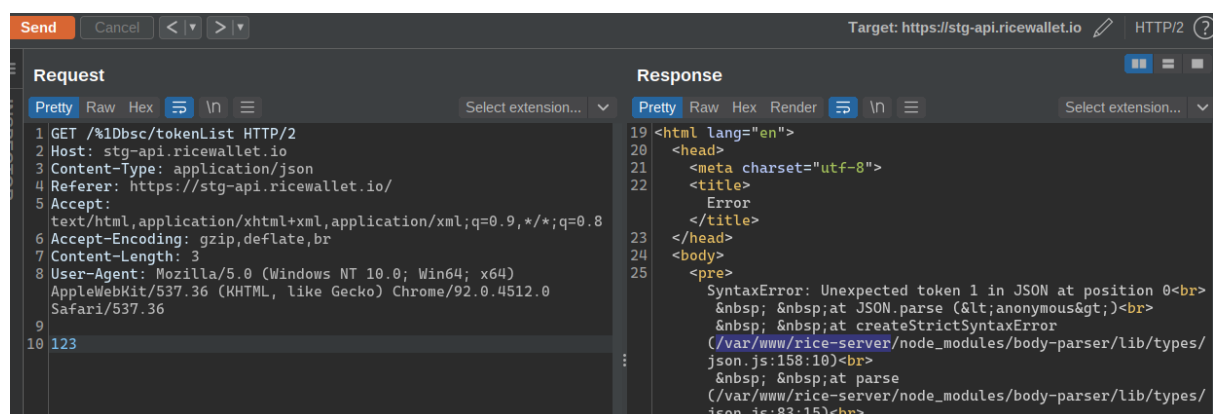 Send Cancel < > Target: https://stg-api.ricewallet.io HTTP/2 ?
Request
Pretty Raw Hex \n Select extension...
1 GET /%1Dbsc/tokenList HTTP/2
2 Host: stg-api.ricewallet.io
3 Content-Type: application/json
4 Referer: https://stg-api.ricewallet.io/
5 Accept:
text/html,application/xhtml+xml,application/xml;q=0.9,*/*;q=0.8
6 Accept-Encoding: gzip,deflate,br
7 Content-Length: 3
8 User-Agent: Mozilla/5.0 (Windows NT 10.0; Win64; x64)
AppleWebKit/537.36 (KHTML, like Gecko) Chrome/92.0.4512.0
Safari/537.36
9
10 123
Response
Pretty Raw Hex Render \n Select extension...
19 <html lang="en">
20 <head>
21 <meta charset="utf-8">
22 <title>
Error
</title>
23 </head>
24 <body>
25 <pre>
SyntaxError: Unexpected token 1 in JSON at position 0<br>
&nbsp; &nbsp;at JSON.parse (&lt;anonymous&gt;)<br>
&nbsp; &nbsp;at createStrictSyntaxError
(/var/www/rice-server/node_modules/body-parser/lib/types/
json.js:158:10)<br>
&nbsp; &nbsp;at parse
(/var/www/rice-server/node_modules/body-parser/lib/types/
json.js:83:15)<br>